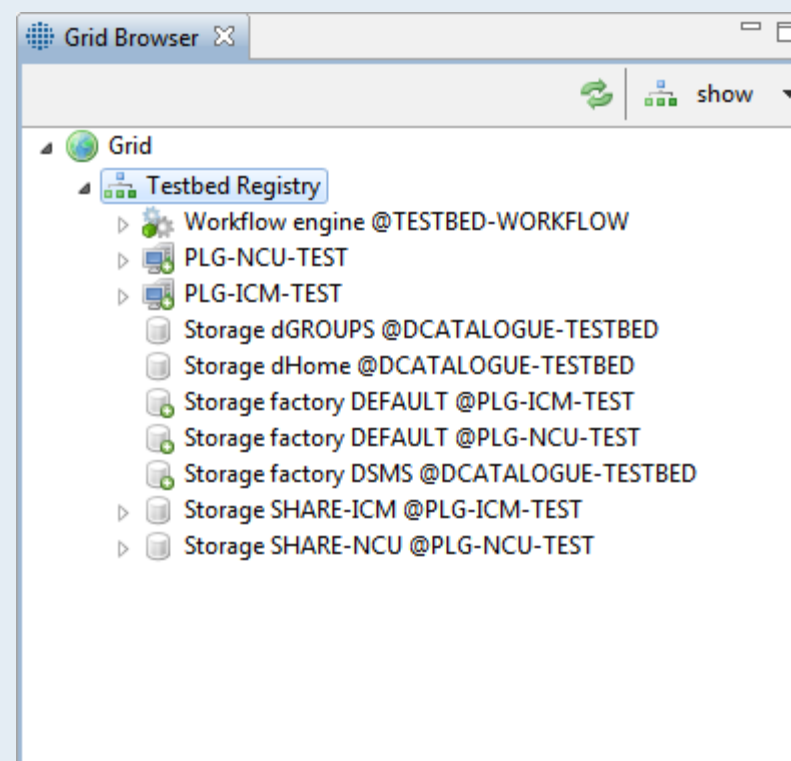 Grid Browser
show
Grid
Testbed Registry
Workflow engine @TESTBED-WORKFLOW
PLG-NCU-TEST
PLG-ICM-TEST
Storage dGROUPS @DCATALOGUE-TESTBED
Storage dHome @DCATALOGUE-TESTBED
Storage factory DEFAULT @PLG-ICM-TEST
Storage factory DEFAULT @PLG-NCU-TEST
Storage factory DSMS @DCATALOGUE-TESTBED
Storage SHARE-ICM @PLG-ICM-TEST
Storage SHARE-NCU @PLG-NCU-TEST